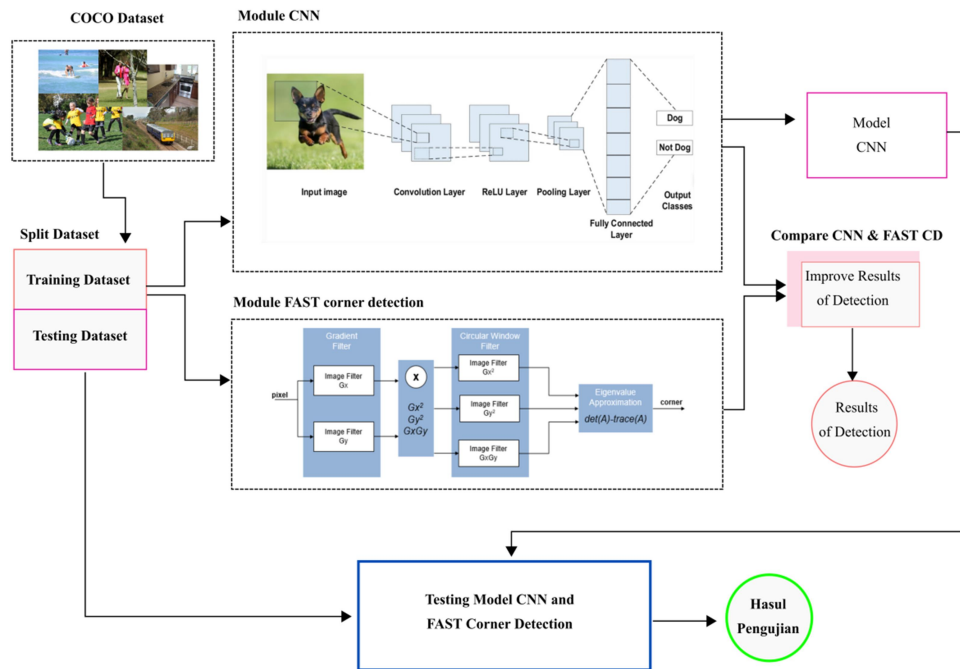 COCO Dataset
Module CNN
Input image
Convolution Layer
ReLU Layer
Pooling Layer
Fully Connected
Layer
Dog
Not Dog
Output
Classes
Model
CNN
Split Dataset
Training Dataset
Testing Dataset
Module FAST corner detection
pixel
Gradient
Filter
Image Filter
Gx
Image Filter
Gy
X
Gx²
Gy²
GxGy
Circular Window
Filter
Image Filter
Gx²
Image Filter
Gy²
Image Filter
GxGy
Eigenvalue
Approximation
det(A)-trace(A)
corner
Compare CNN & FAST CD
Improve Results
of Detection
Results
of Detection
Testing Model CNN and
FAST Corner Detection
Hasul
Pengujian